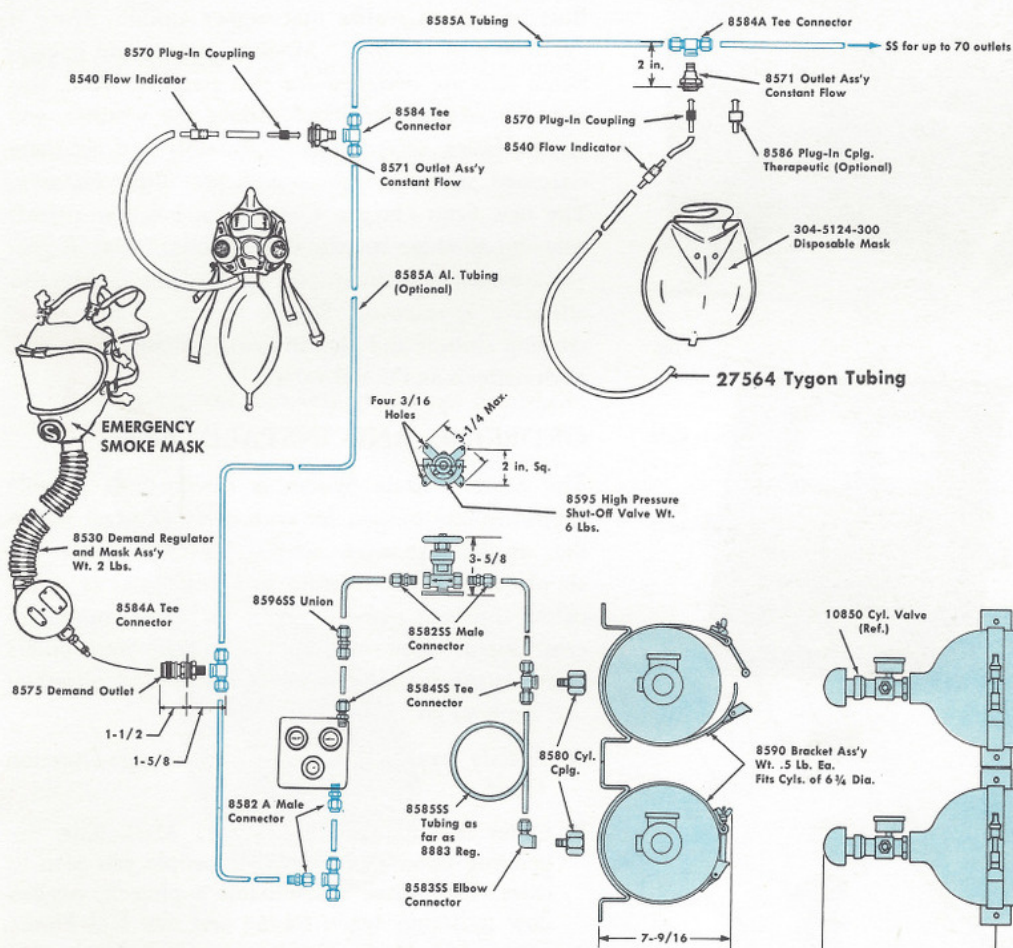 8585A Tubing
8584A Tee Connector
8570 Plug-In Coupling
SS for up to 70 outlets
2 in.
8540 Flow Indicator
8571 Outlet Ass'y
Constant Flow
8584 Tee
Connector
8570 Plug-In Coupling
8540 Flow Indicator
8586 Plug-In Cplg.
Therapeutic (Optional)
8571 Outlet Ass'y
Constant Flow
304-5124-300
Disposable Mask
8585A Al. Tubing
(Optional)
27564 Tygon Tubing
Four 3/16
Holes
3-1/4 Max.
EMERGENCY
SMOKE MASK
2 in. Sq.
8595 High Pressure
Shut-Off Valve Wt.
6 Lbs.
8530 Demand Regulator
and Mask Ass'y
Wt. 2 Lbs.
3-5/8
8596SS Union
8584A Tee
Connector
8582SS Male
Connector
10850 Cyl. Valve
(Ref.)
8575 Demand Outlet
8584SS Tee
Connector
1-1/2
1-5/8
8580 Cyl.
Cplg.
8590 Bracket Ass'y
Wt. .5 Lb. Ea.
Fits Cyls. of 6 3/4 Dia.
8582 A Male
Connector
8585SS
Tubing as
far as
8883 Reg.
8583SS Elbow
Connector
7-9/16